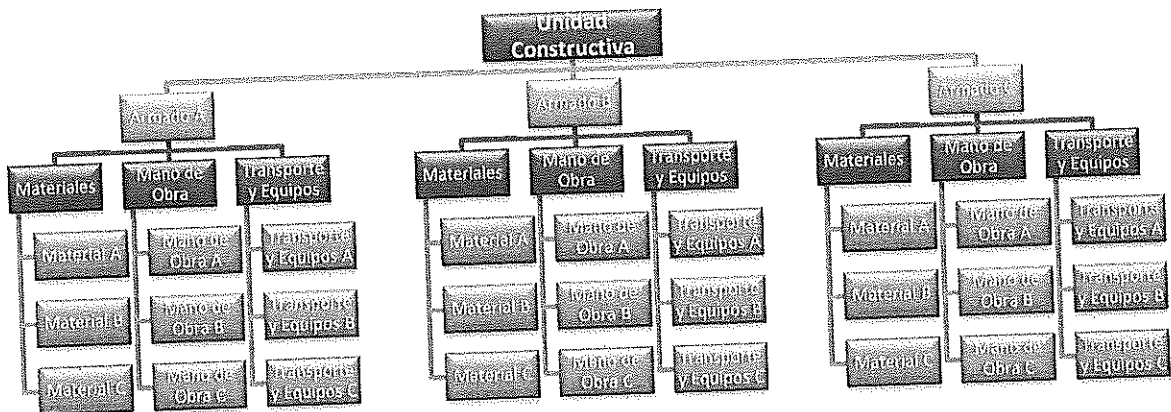 Unidad
Constructiva
Armado A
Armado B
Armado C
Materiales
Mano de
Obra
Transporte
y Equipos
Materiales
Mano de
Obra
Transporte
y Equipos
Materiales
Mano de
Obra
Transporte
y Equipos
Material A
Mano de
Obra A
Transporte
y Equipos A
Material A
Mano de
Obra A
Transporte
y Equipos A
Material A
Mano de
Obra A
Transporte
y Equipos A
Material B
Mano de
Obra B
Transporte
y Equipos B
Material B
Mano de
Obra B
Transporte
y Equipos B
Material B
Mano de
Obra B
Transporte
y Equipos B
Material C
Mano de
Obra C
Transporte
y Equipos C
Material C
Mano de
Obra C
Transporte
y Equipos C
Material C
Mano de
Obra C
Transporte
y Equipos C